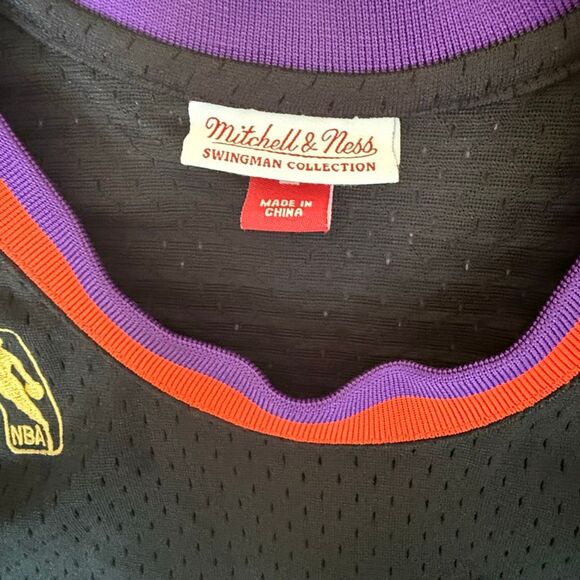 Mitchell & Ness
SWINGMAN COLLECTION
MADE IN
CHINA
NBA